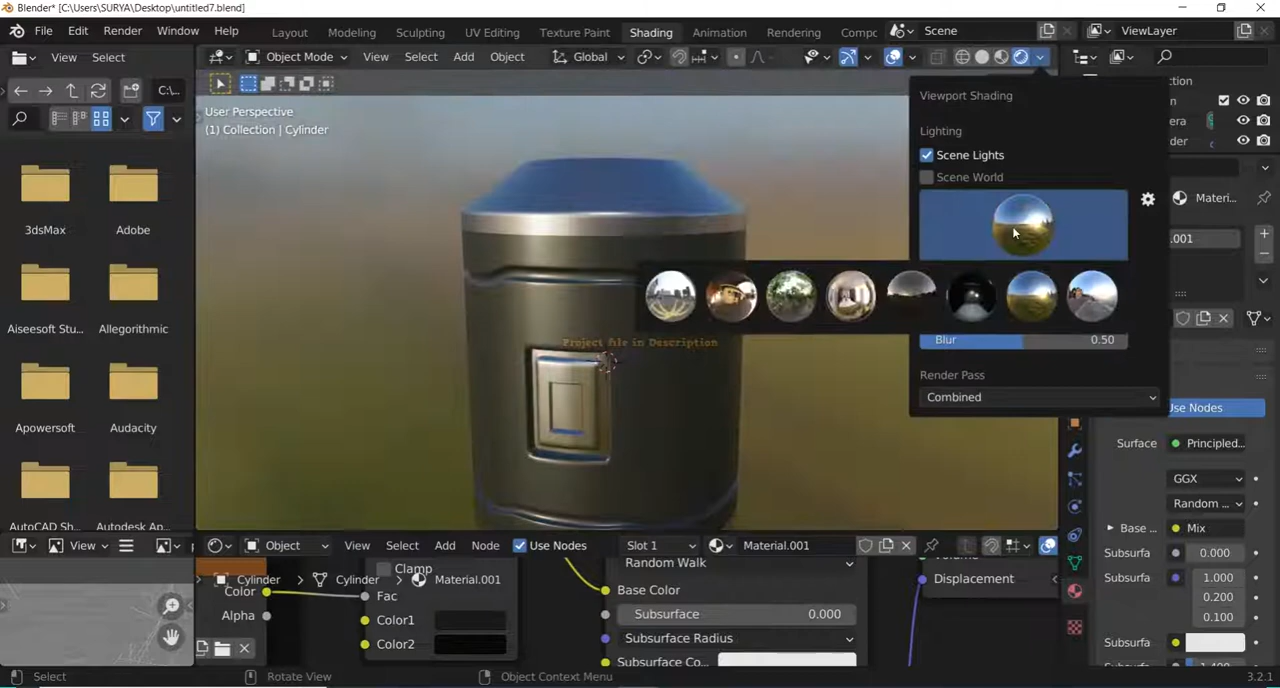 Blender* [C:\Users\SURYA\Desktop\untitled7.blend]
File Edit Render Window Help
Layout Modeling Sculpting UV Editing Texture Paint Shading Animation Rendering Compc
Scene
ViewLayer
View Select
Object Mode
View Select Add Object
Global
C:\...
User Perspective
(1) Collection | Cylinder
3dsMax
Adobe
Aiseesoft Stu...
Allegorithmic
Apowersoft
Audacity
AutoCAD Sh...
Autodesk Ap...
Project file in Description
Viewport Shading
Lighting
Scene Lights
Scene World
Blur 0.50
Render Pass
Combined
Materi...
.001
Use Nodes
Surface
Principled...
GGX
Random ...
Base ...
Mix
Subsurfa
0.000
Subsurfa
1.000
0.200
0.100
Subsurfa
View
Object
View Select Add Node
Use Nodes
Slot 1
Material.001
Cylinder > Cylinder > Material.001
Clamp
Color
Alpha
Fac
Color1
Color2
Random Walk
Base Color
Subsurface 0.000
Subsurface Radius
Subsurface Co...
Displacement
Select
Rotate View
Object Context Menu
3.2.1